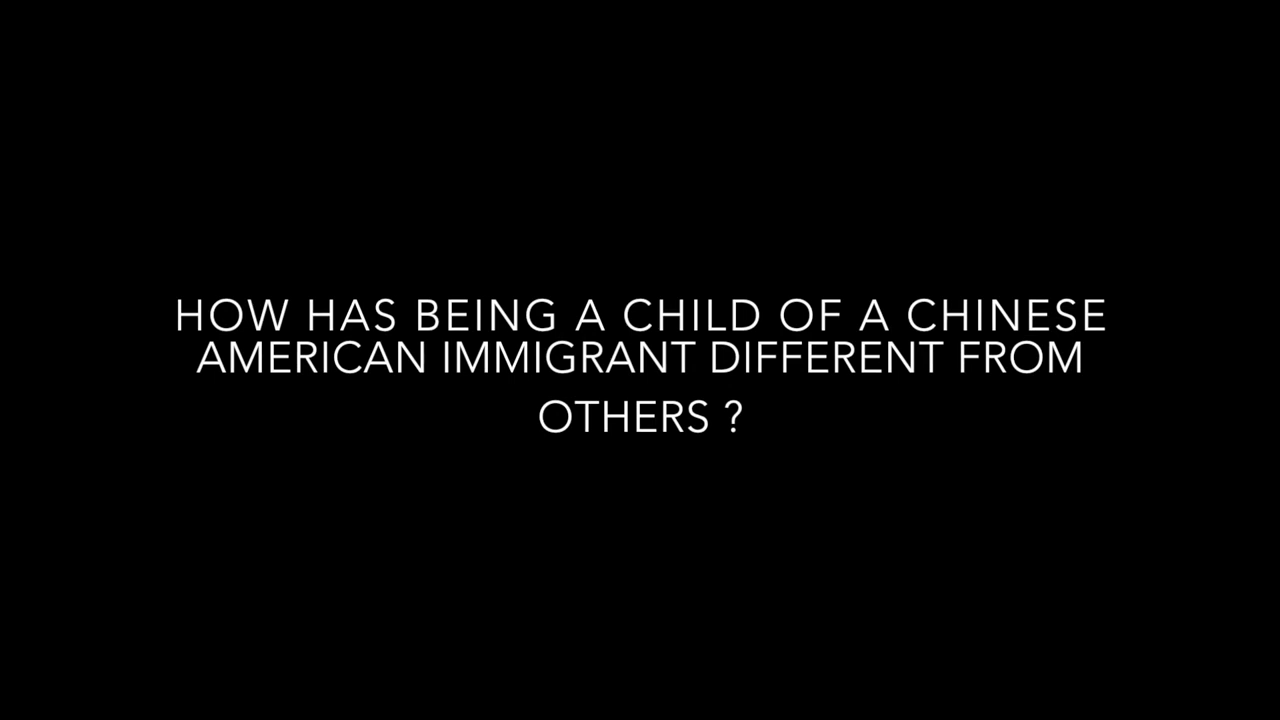 HOW HAS BEING A CHILD OF A CHINESE
AMERICAN IMMIGRANT DIFFERENT FROM
OTHERS ?